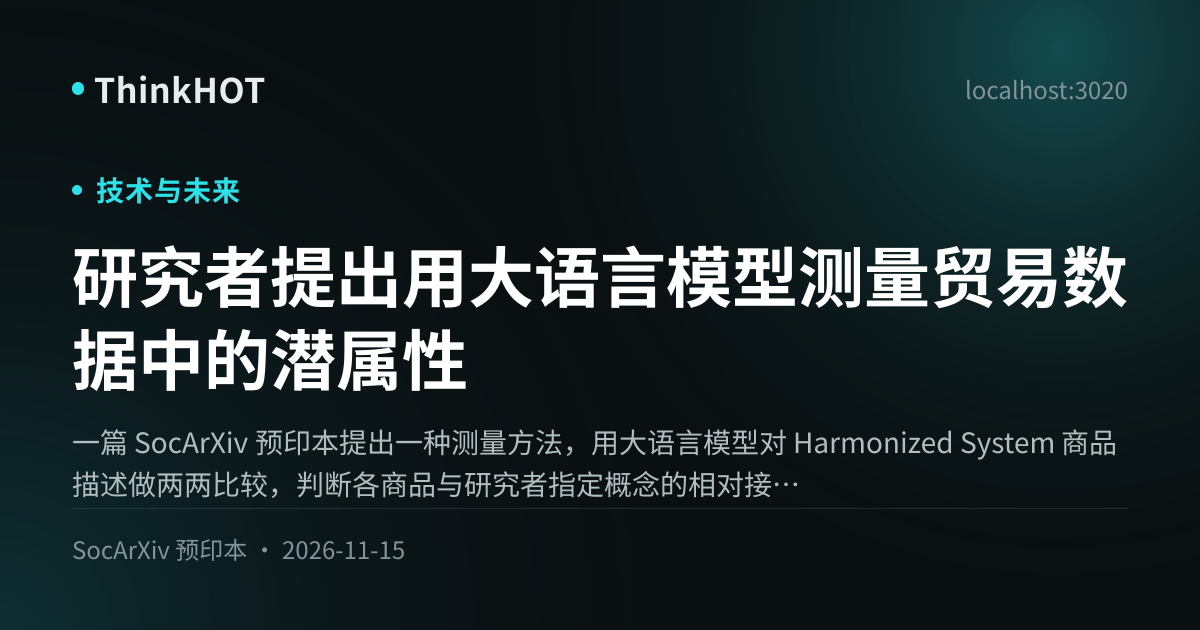 ThinkHOT
localhost:3020
技术与未来
研究者提出用大语言模型测量贸易数
据中的潜属性
一篇 SocArXiv 预印本提出一种测量方法，用大语言模型对 Harmonized System 商品
描述做两两比较，判断各商品与研究者指定概念的相对接…
SocArXiv 预印本 • 2026-11-15